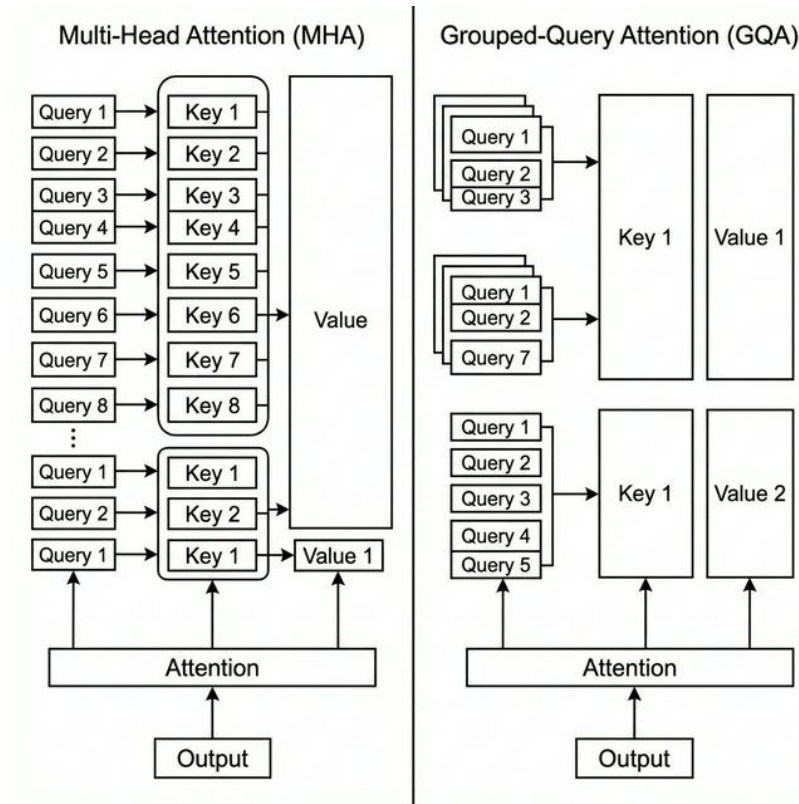 Multi-Head Attention (MHA)
Query 1 Key 1
Query 2 Key 2
Query 3 Key 3
Query 4 Key 4
Query 5 Key 5
Query 6 Key 6 Value
Query 7 Key 7
Query 8 Key 8
⋮
Query 1 Key 1
Query 2 Key 2
Query 1 Key 1 Value 1
Attention
Output
Grouped-Query Attention (GQA)
Query 1
Query 2
Query 3
Key 1 Value 1
Query 1
Query 2
Query 7
Query 1
Query 2
Query 3 Key 1 Value 2
Query 4
Query 5
Attention
Output